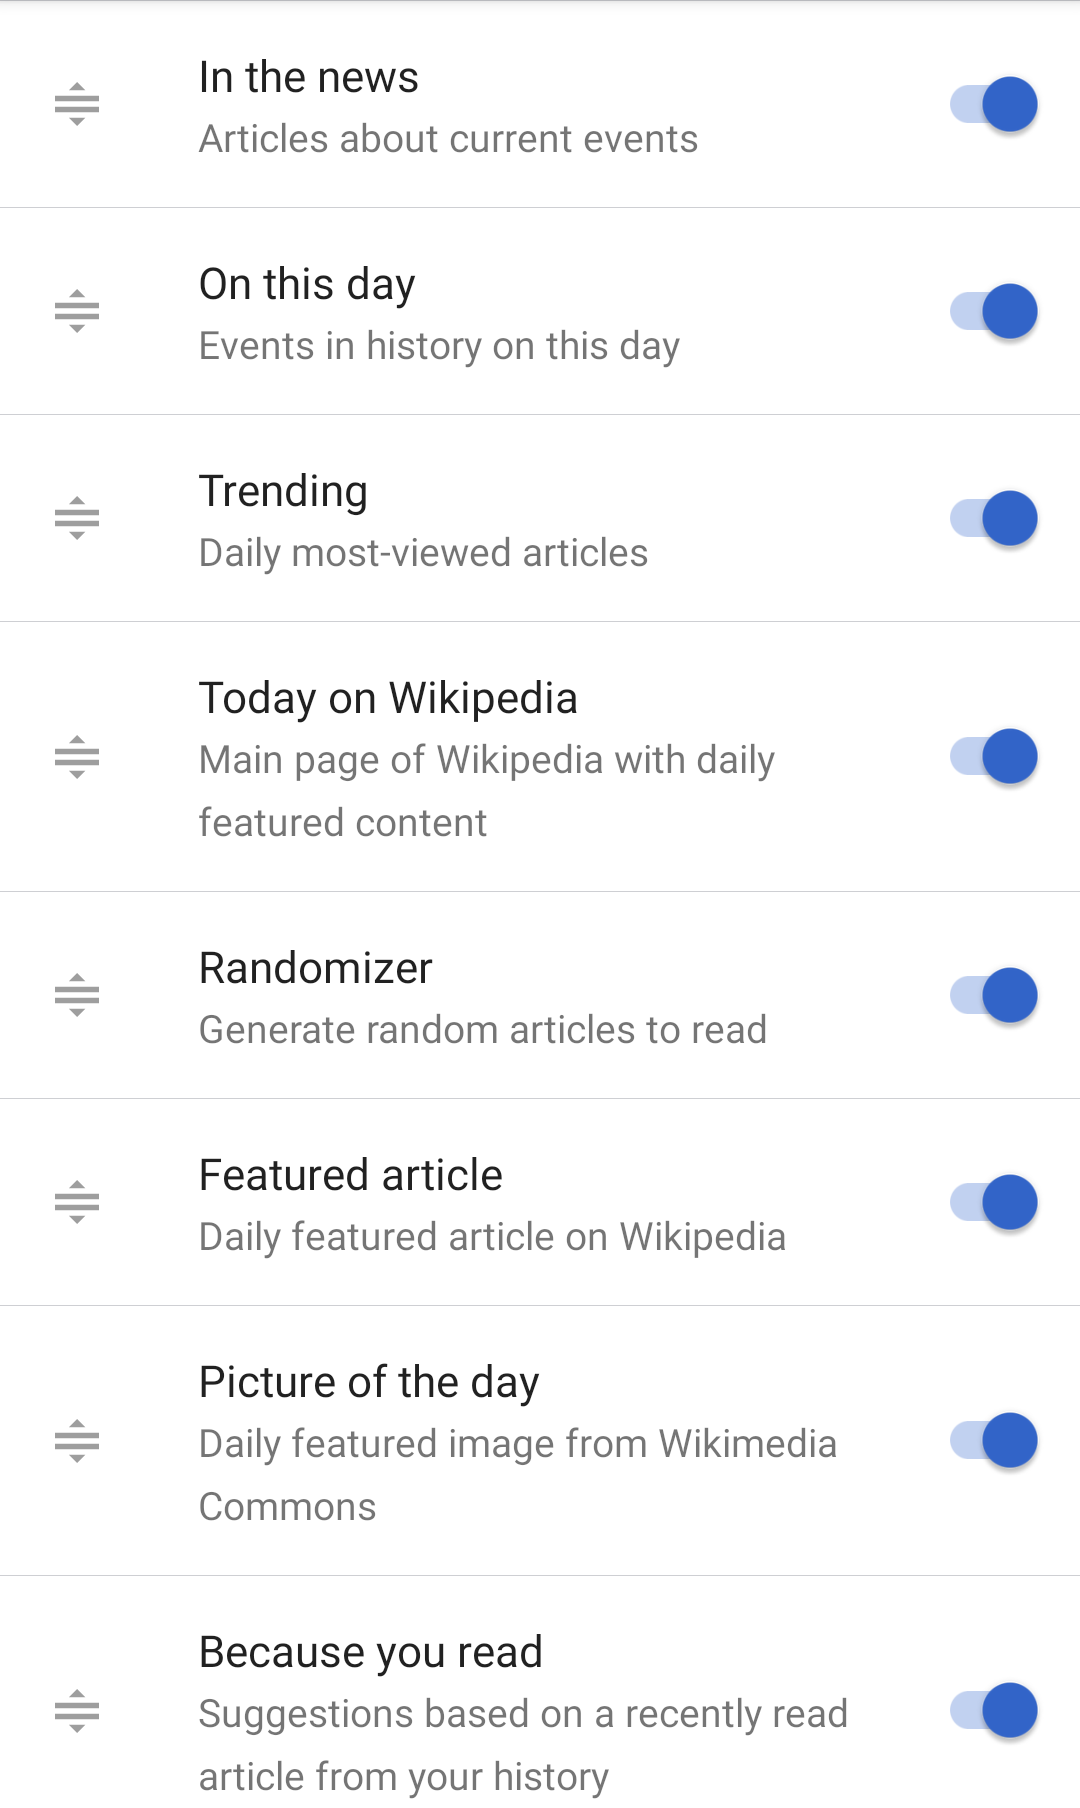 In the news
Articles about current events
On this day
Events in history on this day
Trending
Daily most-viewed articles
Today on Wikipedia
Main page of Wikipedia with daily
featured content
Randomizer
Generate random articles to read
Featured article
Daily featured article on Wikipedia
Picture of the day
Daily featured image from Wikimedia
Commons
Because you read
Suggestions based on a recently read
article from your history